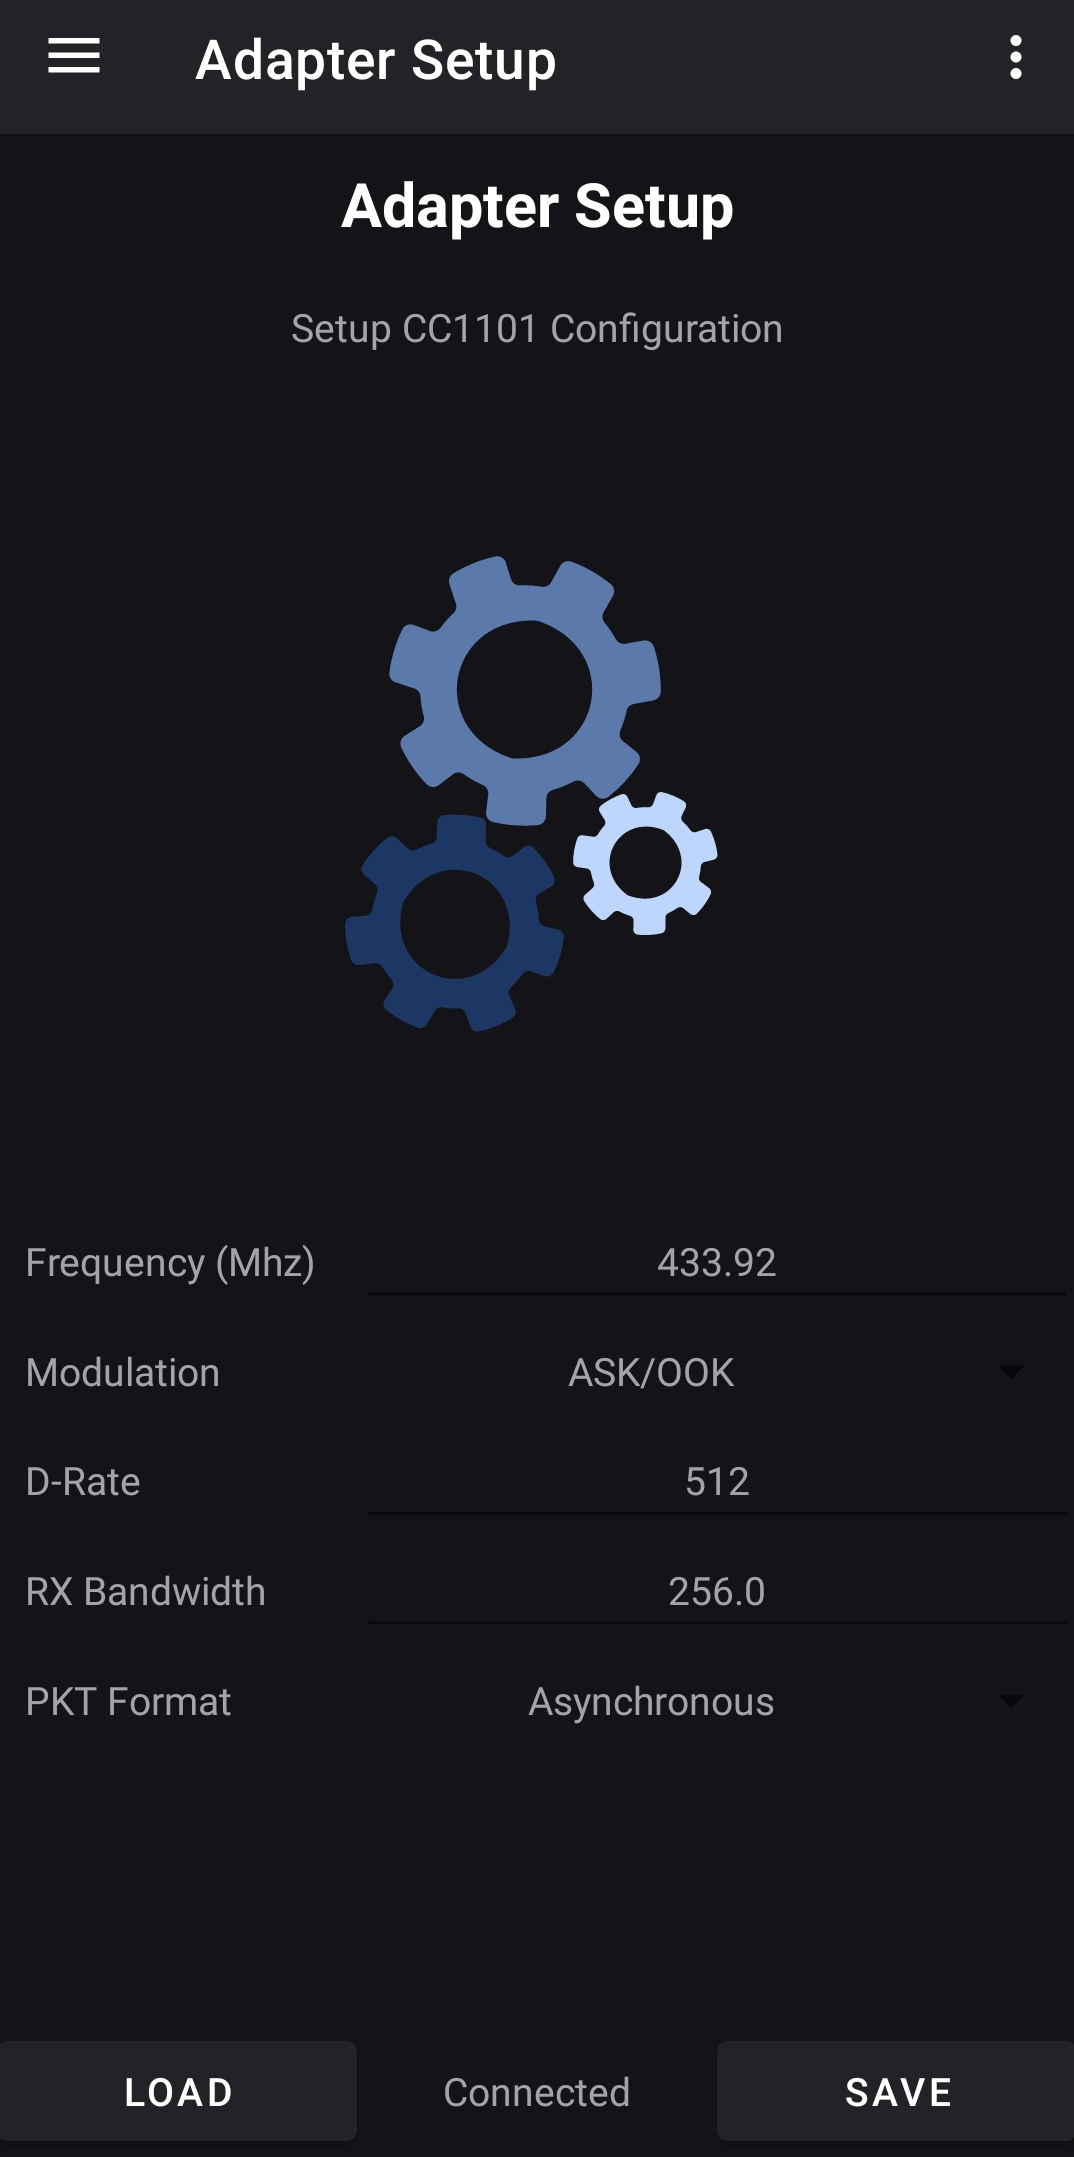 Adapter Setup
Adapter Setup
Setup CC1101 Configuration
Frequency (Mhz) 433.92
Modulation ASK/OOK
D-Rate 512
RX Bandwidth 256.0
PKT Format Asynchronous
LOAD Connected SAVE